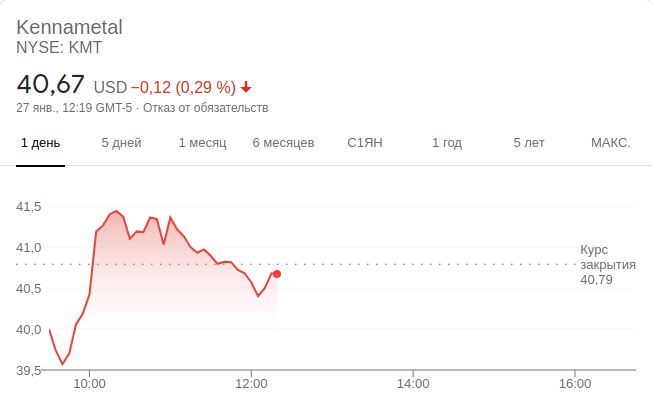 Kennametal
NYSE: KMT
40,67 USD −0,12 (0,29 %)
27 янв., 12:19 GMT-5 · Отказ от обязательств
1 день 5 дней 1 месяц 6 месяцев С1ЯН 1 год 5 лет МАКС.
41,5
41,0
Курс
закрытия
40,79
40,5
40,0
39,5
10:00 12:00 14:00 16:00